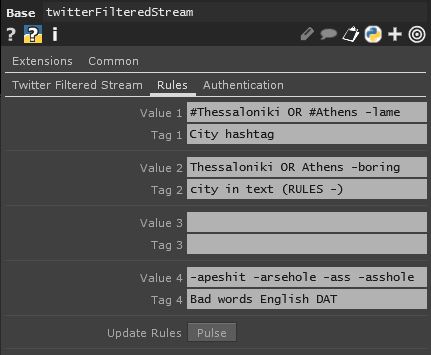 Base twitterFilteredStream
? ? i
Extensions Common
Twitter Filtered Stream Rules Authentication
Value 1 #Thessaloniki OR #Athens -lame
Tag 1 City hashtag
Value 2 Thessaloniki OR Athens -boring
Tag 2 city in text (RULES -)
Value 3
Tag 3
Value 4 -apeshit -arsehole -ass -asshole
Tag 4 Bad words English DAT
Update Rules Pulse